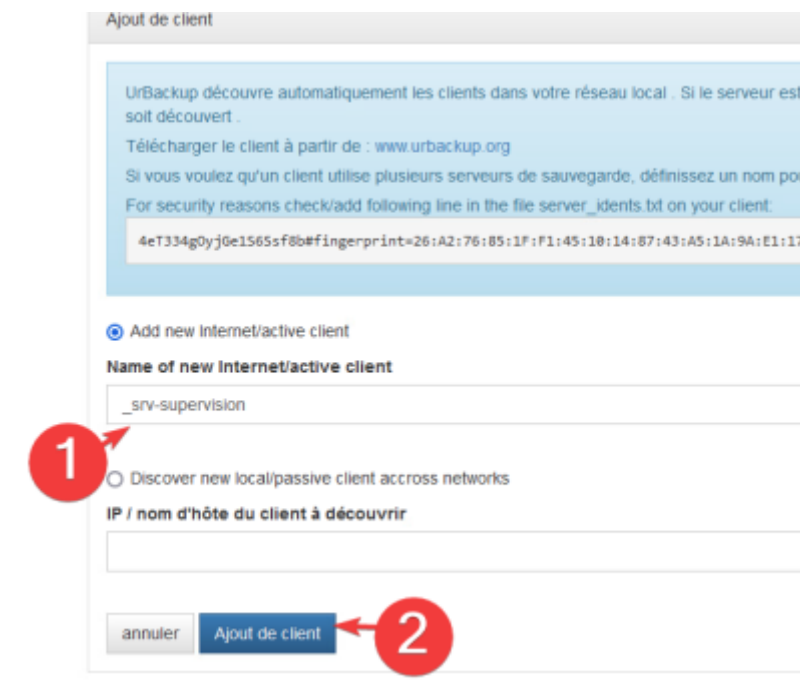 Ajout de client
UrBackup découvre automatiquement les clients dans votre réseau local . Si le serveur est
soit découvert .
Télécharger le client à partir de : www.urbackup.org
Si vous voulez qu'un client utilise plusieurs serveurs de sauvegarde, définissez un nom pou
For security reasons check/add following line in the file server_idents.txt on your client:
4eT334gOyjGe1S65sf8b#fingerprint=26:A2:76:85:1F:F1:45:10:14:87:43:A5:1A:9A:E1:17
Add new Internet/active client
Name of new Internet/active client
_srv-supervision
1
Discover new local/passive client accross networks
IP / nom d'hôte du client à découvrir
annuler
Ajout de client
2